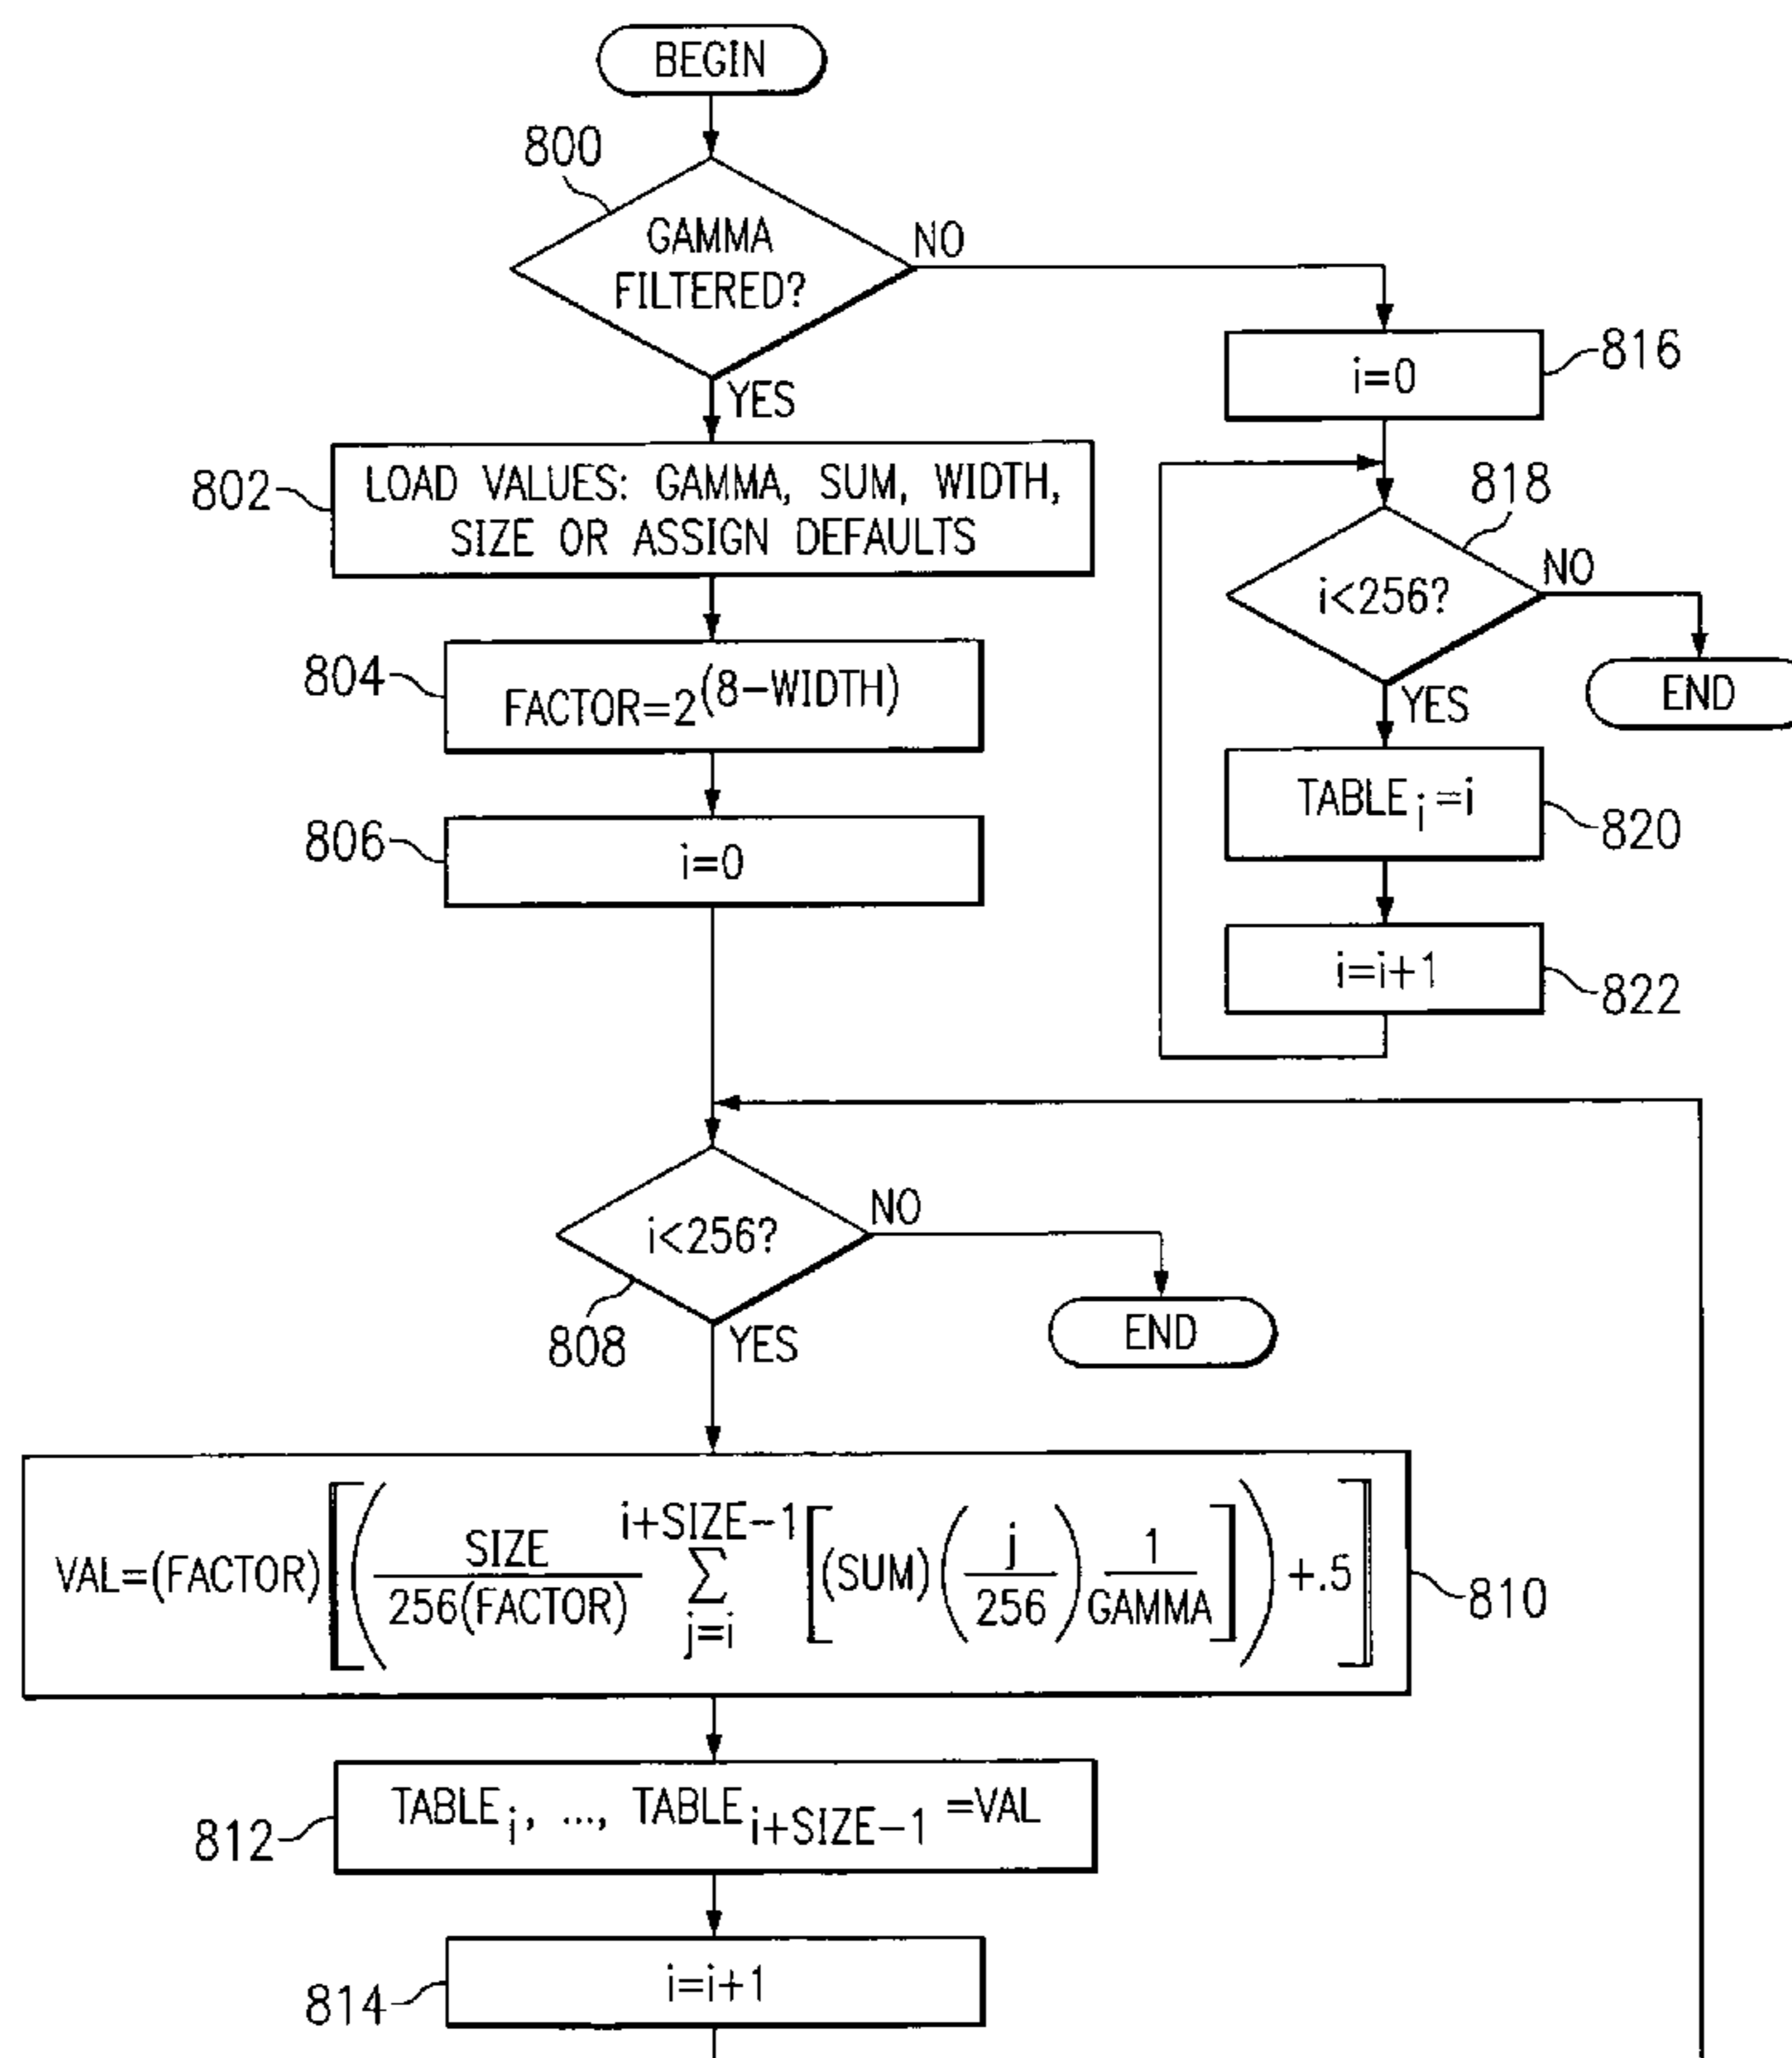 BEGIN
800
GAMMA
FILTERED?
NO
YES
816
i=0
802
LOAD VALUES: GAMMA, SUM, WIDTH,
SIZE OR ASSIGN DEFAULTS
818
i<256?
NO
YES
END
804
FACTOR=2^(8-WIDTH)
TABLE_i=i
820
806
i=0
i=i+1
822
i<256?
NO
808
YES
END
VAL=(FACTOR)[(SIZE/256(FACTOR) ∑_{j=i}^{i+SIZE-1}[(SUM)(j/256)1/GAMMA])+.5]
810
TABLE_i, ..., TABLE_{i+SIZE-1}=VAL
812
i=i+1
814